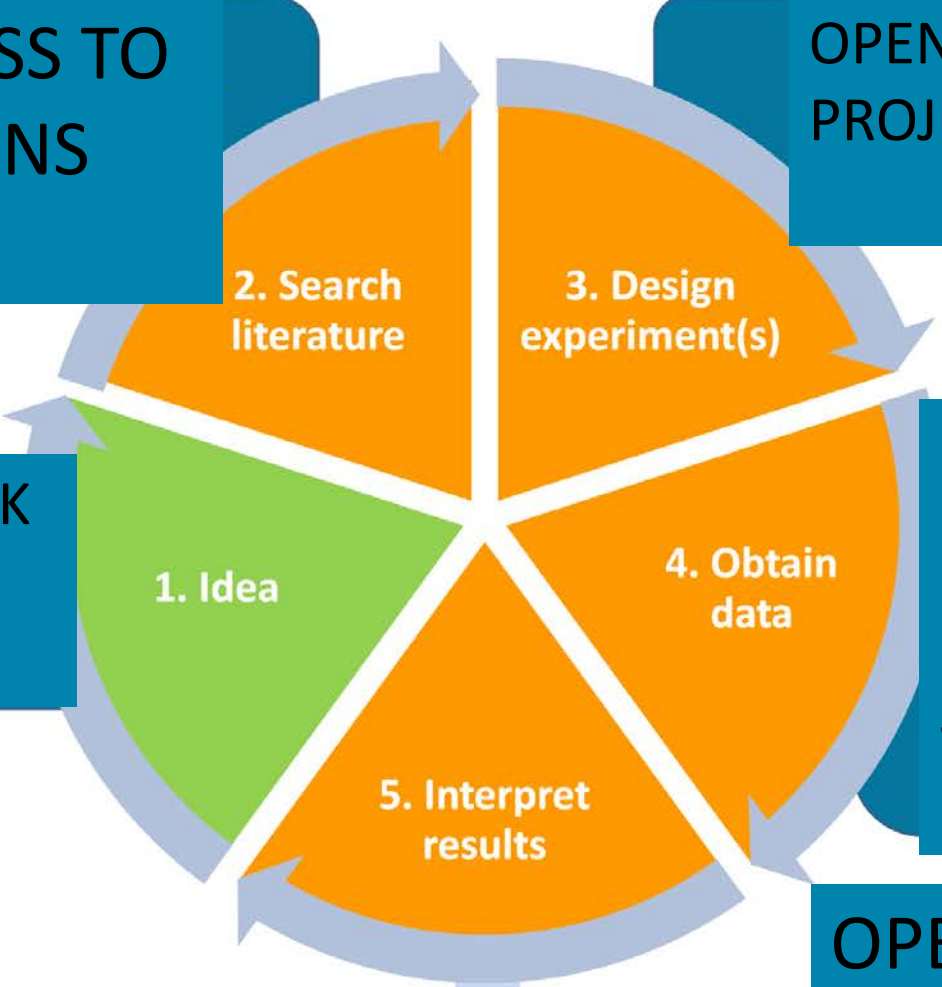 SS TO
NS
OPEN
PROJ
2. Search
literature
3. Design
experiment(s)
K
1. Idea
4. Obtain
data
5. Interpret
results
OPE